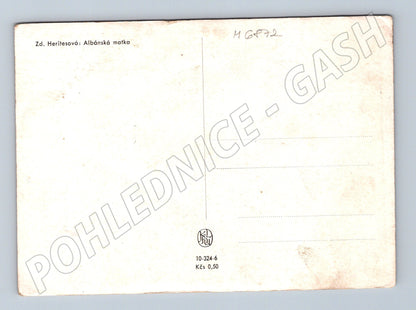 Zd. Heritesová: Albánská matka
M 6872
POHLEDNICE - GASH
10-324-6
Kčs 0,50